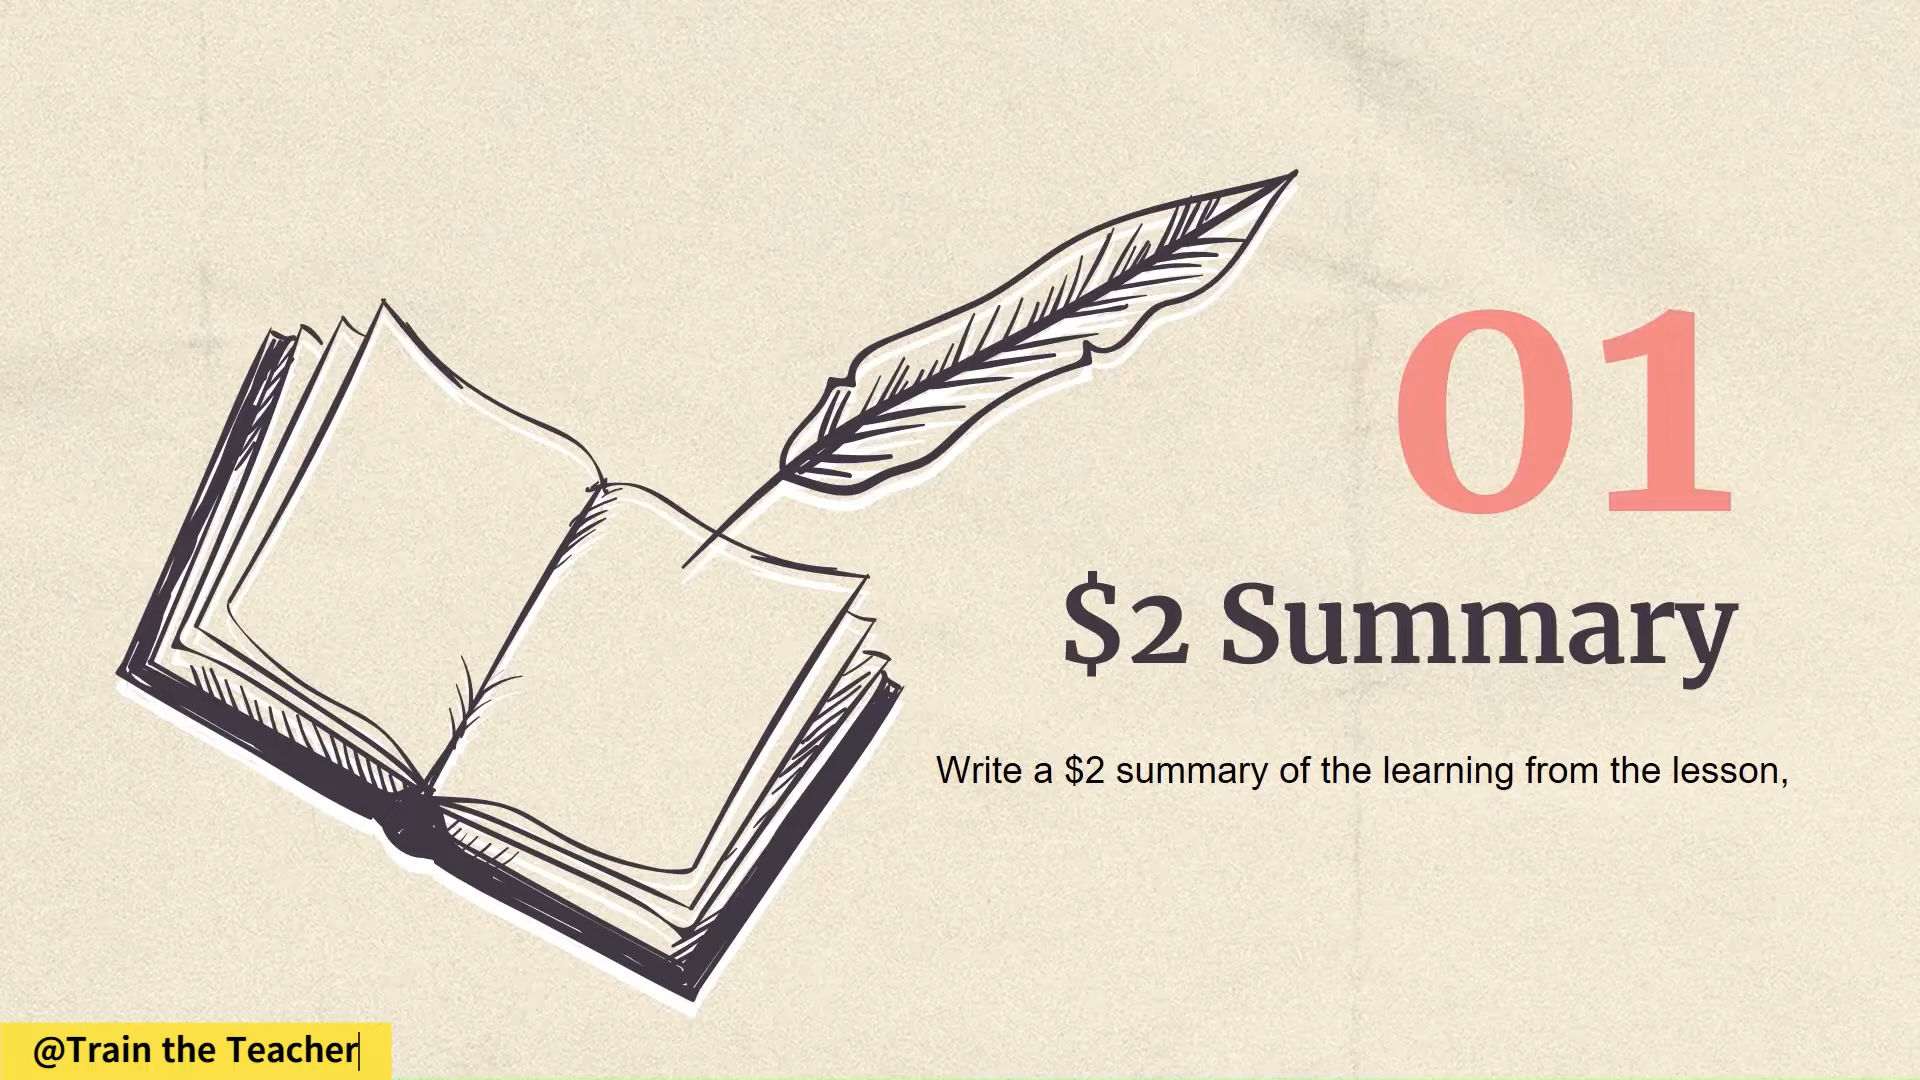 01
$2 Summary
Write a $2 summary of the learning from the lesson,
@Train the Teacher